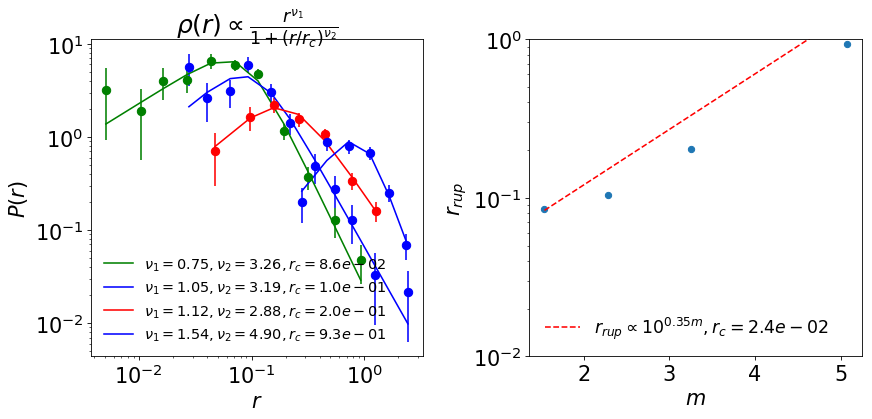 ρ(r) ∝ r^ν₁ / 1 + (r/r_c)^ν₂
P(r)
10^1
10^0
10^−1
10^−2
ν₁ = 0.75, ν₂ = 3.26, r_c = 8.6e − 02
ν₁ = 1.05, ν₂ = 3.19, r_c = 1.0e − 01
ν₁ = 1.12, ν₂ = 2.88, r_c = 2.0e − 01
ν₁ = 1.54, ν₂ = 4.90, r_c = 9.3e − 01
10^−2 10^−1 10^0
r
r_rup
10^0
10^−1
10^−2
r_rup ∝ 10^0.35m, r_c = 2.4e − 02
2 3 4 5
m